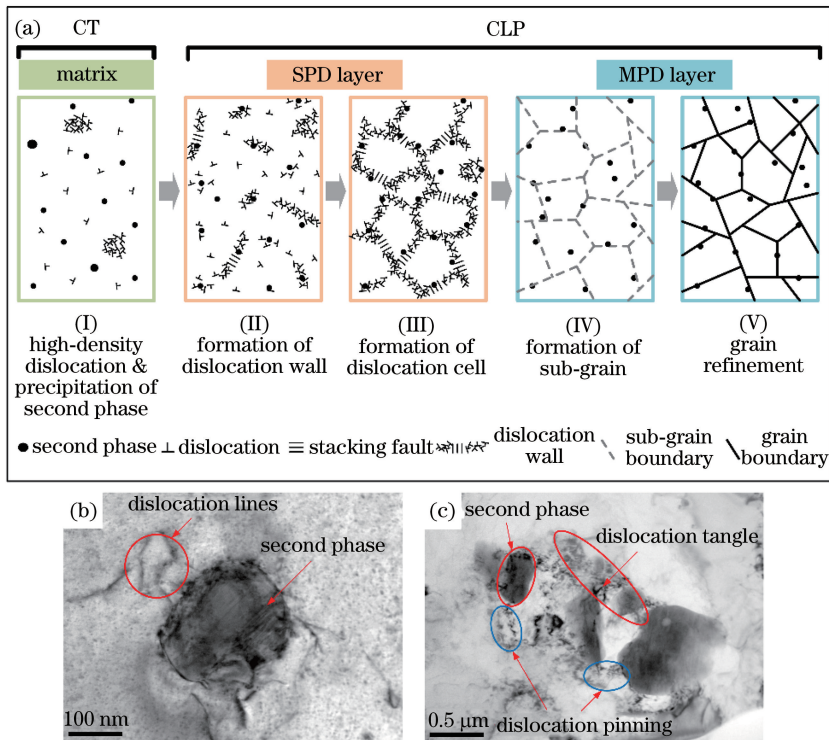 (a)
CT
CLP
matrix
SPD layer
MPD layer
(I)
high-density
dislocation &
precipitation of
second phase
(II)
formation of
dislocation wall
(III)
formation of
dislocation cell
(IV)
formation of
sub-grain
(V)
grain
refinement
second phase
dislocation
stacking fault
dislocation
wall
sub-grain
boundary
grain
boundary
(b)
dislocation lines
second phase
100 nm
(c)
second phase
dislocation tangle
dislocation pinning
0.5 μm